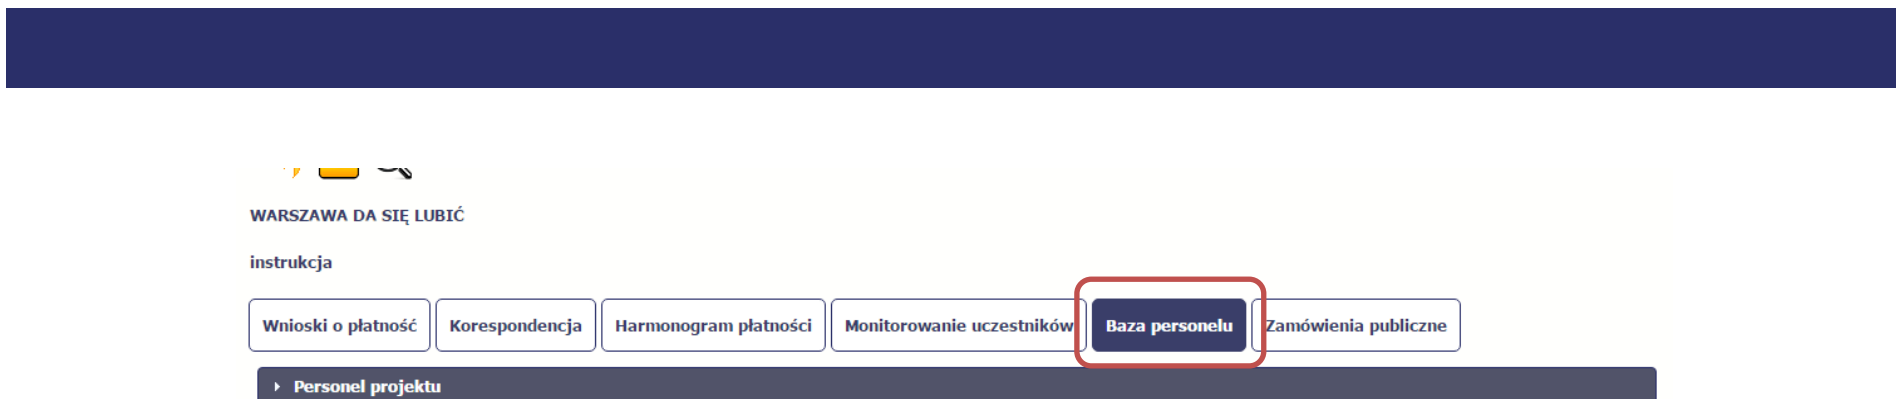 WARSZAWA DA SIĘ LUBIĆ
instrukcja
Wnioski o płatność Korespondencja Harmonogram płatności Monitorowanie uczestników Baza personelu Zamówienia publiczne
Personel projektu